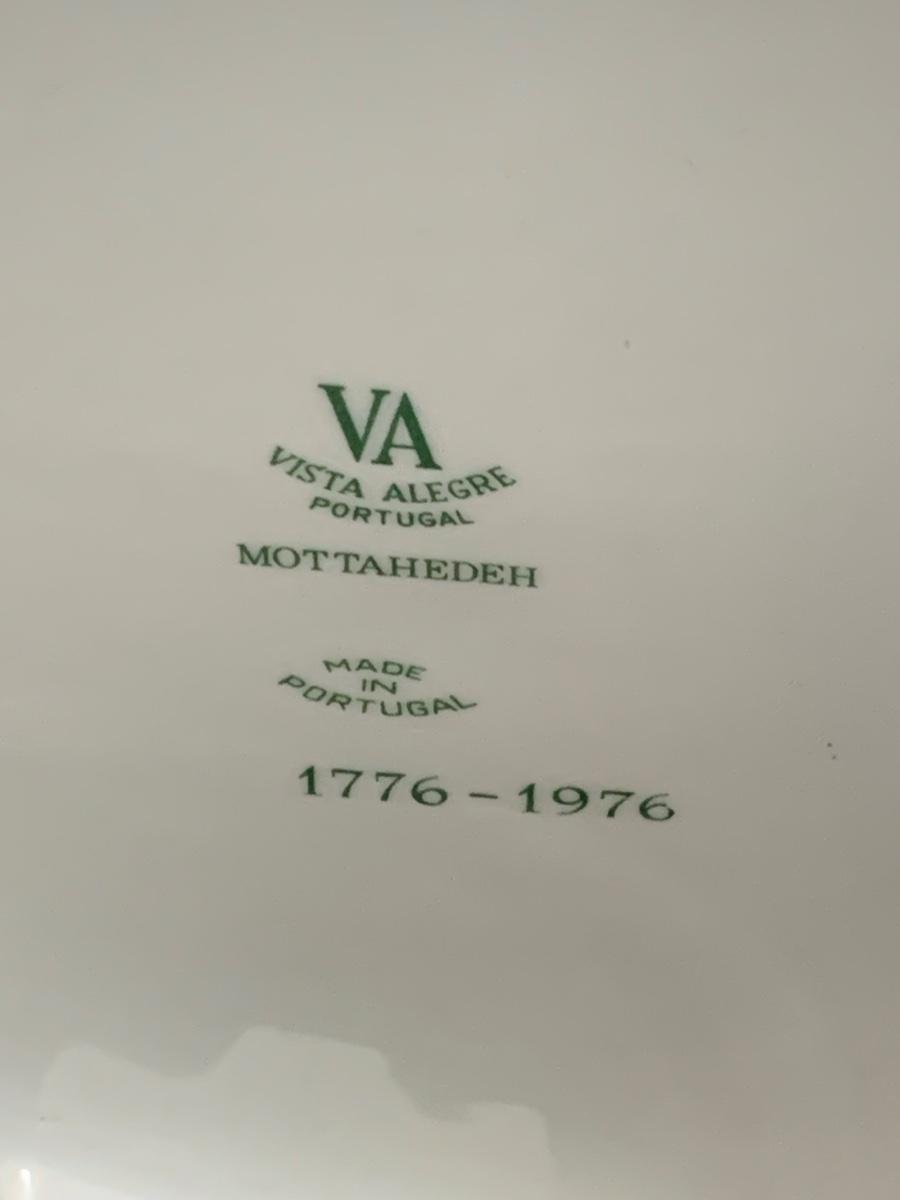 VA
VISTA ALEGRE
PORTUGAL
MOTTAHEDEH
MADE
IN
PORTUGAL
1776-1976